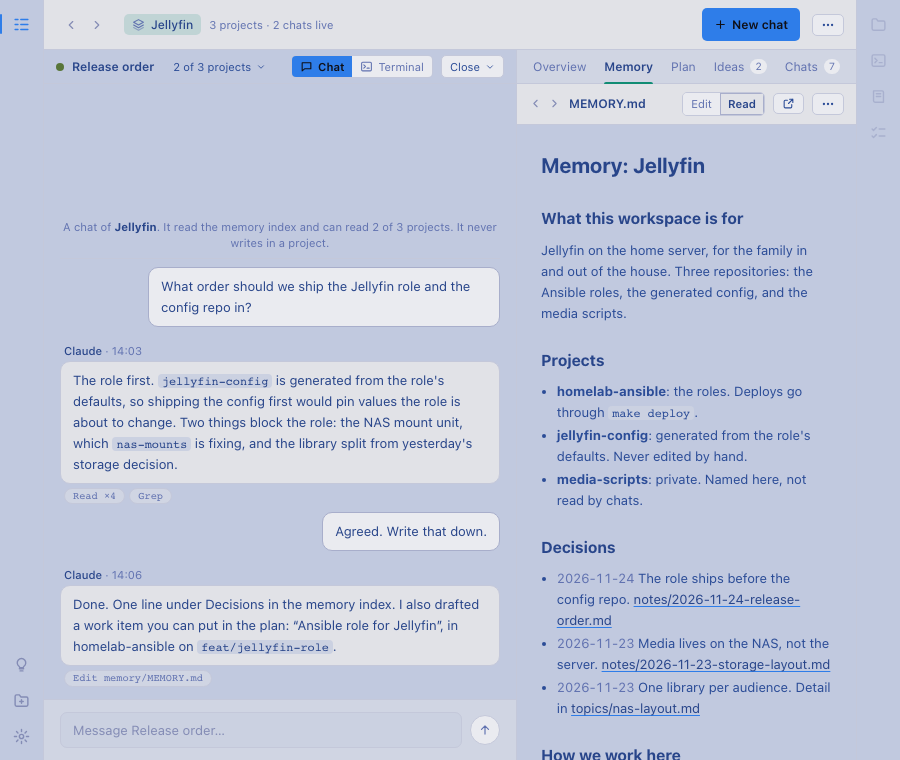 Jellyfin
3 projects · 2 chats live
+ New chat
Release order
2 of 3 projects
Chat
Terminal
Close
Overview
Memory
Plan
Ideas 2
Chats 7
MEMORY.md
Edit
Read
A chat of Jellyfin. It read the memory index and can read 2 of 3 projects. It never
writes in a project.
What order should we ship the Jellyfin role and the
config repo in?
Claude · 14:03
The role first. jellyfin-config is generated from the role's
defaults, so shipping the config first would pin values the role is
about to change. Two things block the role: the NAS mount unit,
which nas-mounts is fixing, and the library split from yesterday's
storage decision.
Read ×4
Grep
Agreed. Write that down.
Claude · 14:06
Done. One line under Decisions in the memory index. I also drafted
a work item you can put in the plan: “Ansible role for Jellyfin”, in
homelab-ansible on feat/jellyfin-role.
Edit memory/MEMORY.md
Message Release order…
Memory: Jellyfin
What this workspace is for
Jellyfin on the home server, for the family in
and out of the house. Three repositories: the
Ansible roles, the generated config, and the
media scripts.
Projects
• homelab-ansible: the roles. Deploys go
through make deploy.
• jellyfin-config: generated from the role's
defaults. Never edited by hand.
• media-scripts: private. Named here, not
read by chats.
Decisions
• 2026-11-24 The role ships before the
config repo. notes/2026-11-24-release-
order.md
• 2026-11-23 Media lives on the NAS, not the
server. notes/2026-11-23-storage-layout.md
• 2026-11-23 One library per audience. Detail
in topics/nas-layout.md
How we work here